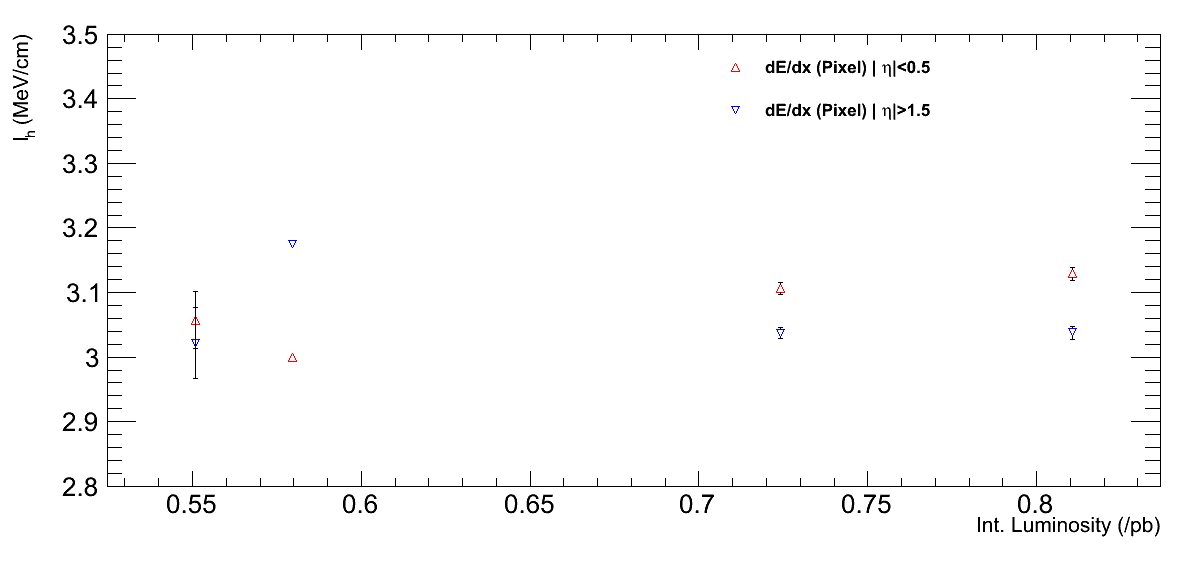 I_h (MeV/cm)
3.5
3.4
3.3
3.2
3.1
3
2.9
2.8
dE/dx (Pixel) | η|<0.5
dE/dx (Pixel) | η|>1.5
0.55 0.6 0.65 0.7 0.75 0.8
Int. Luminosity (/pb)